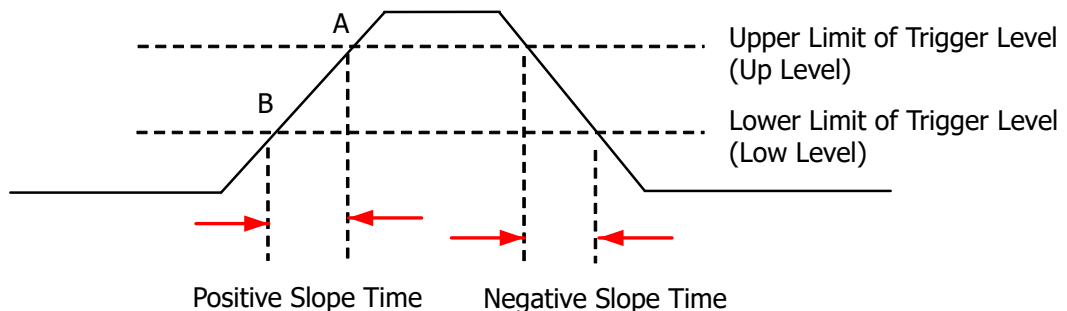 A
Upper Limit of Trigger Level
(Up Level)
B
Lower Limit of Trigger Level
(Low Level)
Positive Slope Time
Negative Slope Time